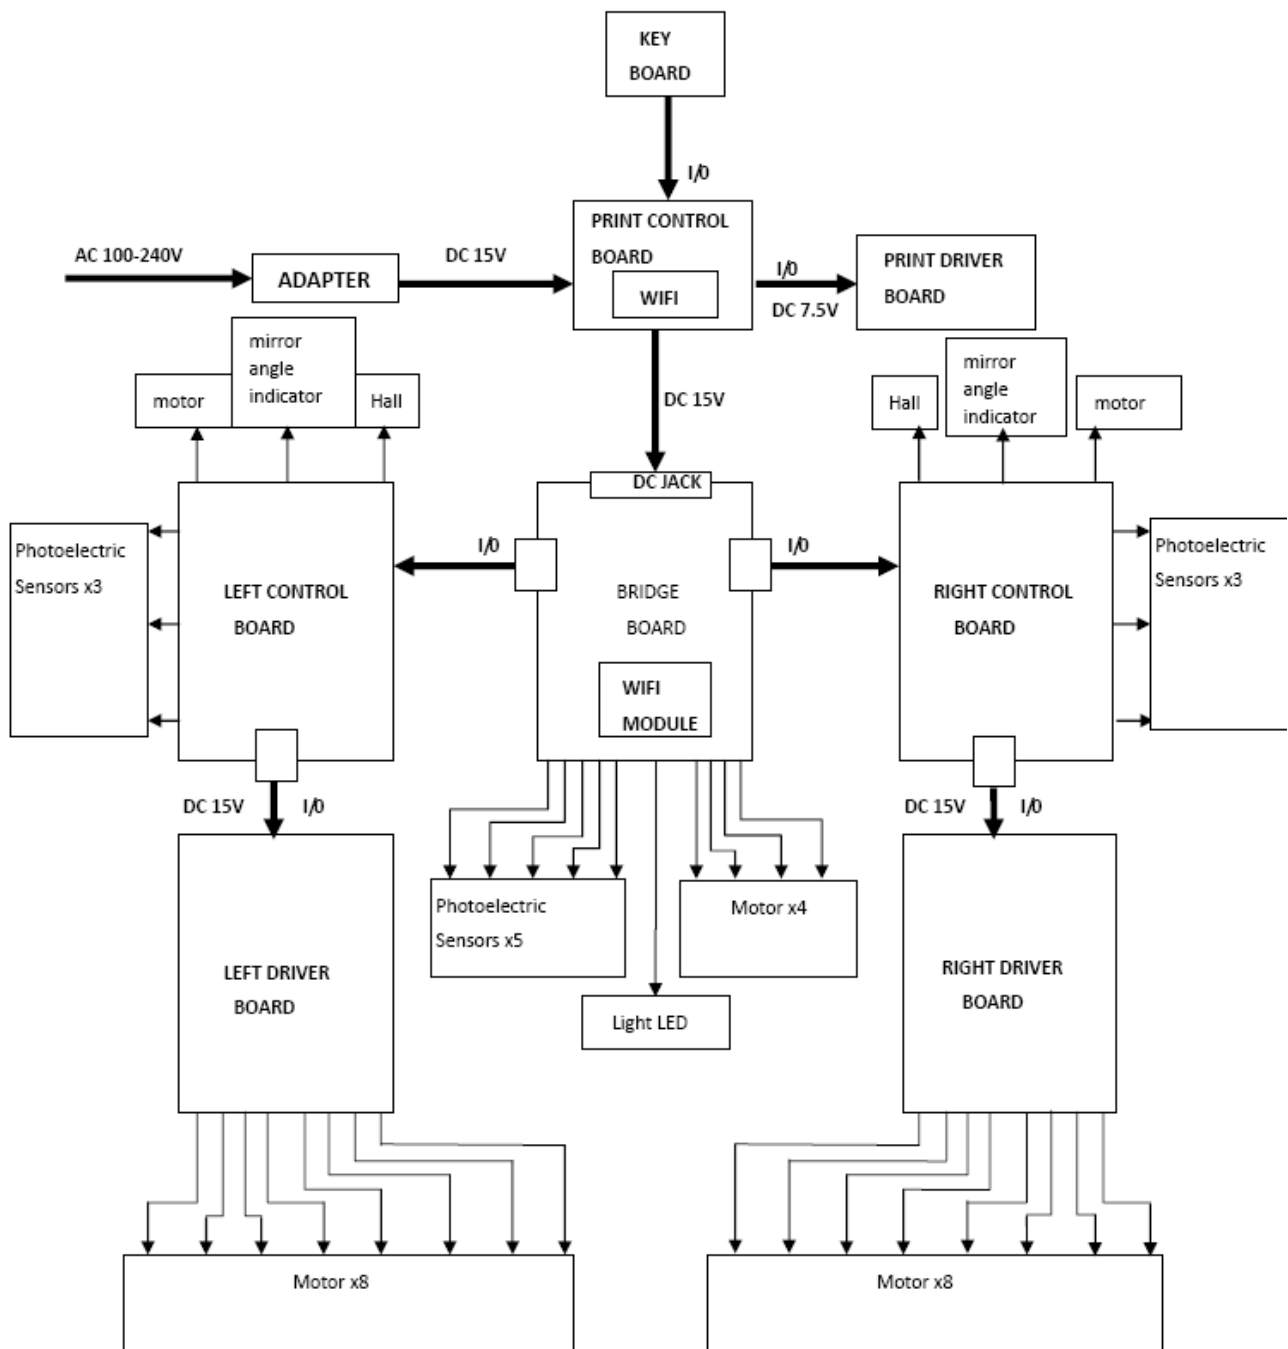 KEY
BOARD
I/0
PRINT CONTROL
BOARD
WIFI
AC 100-240V
ADAPTER
DC 15V
I/0
DC 7.5V
PRINT DRIVER
BOARD
mirror
angle
indicator
motor
Hall
DC 15V
Hall
mirror
angle
indicator
motor
DC JACK
Photoelectric
Sensors x3
LEFT CONTROL
BOARD
I/0
BRIDGE
BOARD
WIFI
MODULE
I/0
RIGHT CONTROL
BOARD
Photoelectric
Sensors x3
DC 15V
I/0
DC 15V
I/0
LEFT DRIVER
BOARD
Photoelectric
Sensors x5
Motor x4
Light LED
RIGHT DRIVER
BOARD
Motor x8
Motor x8